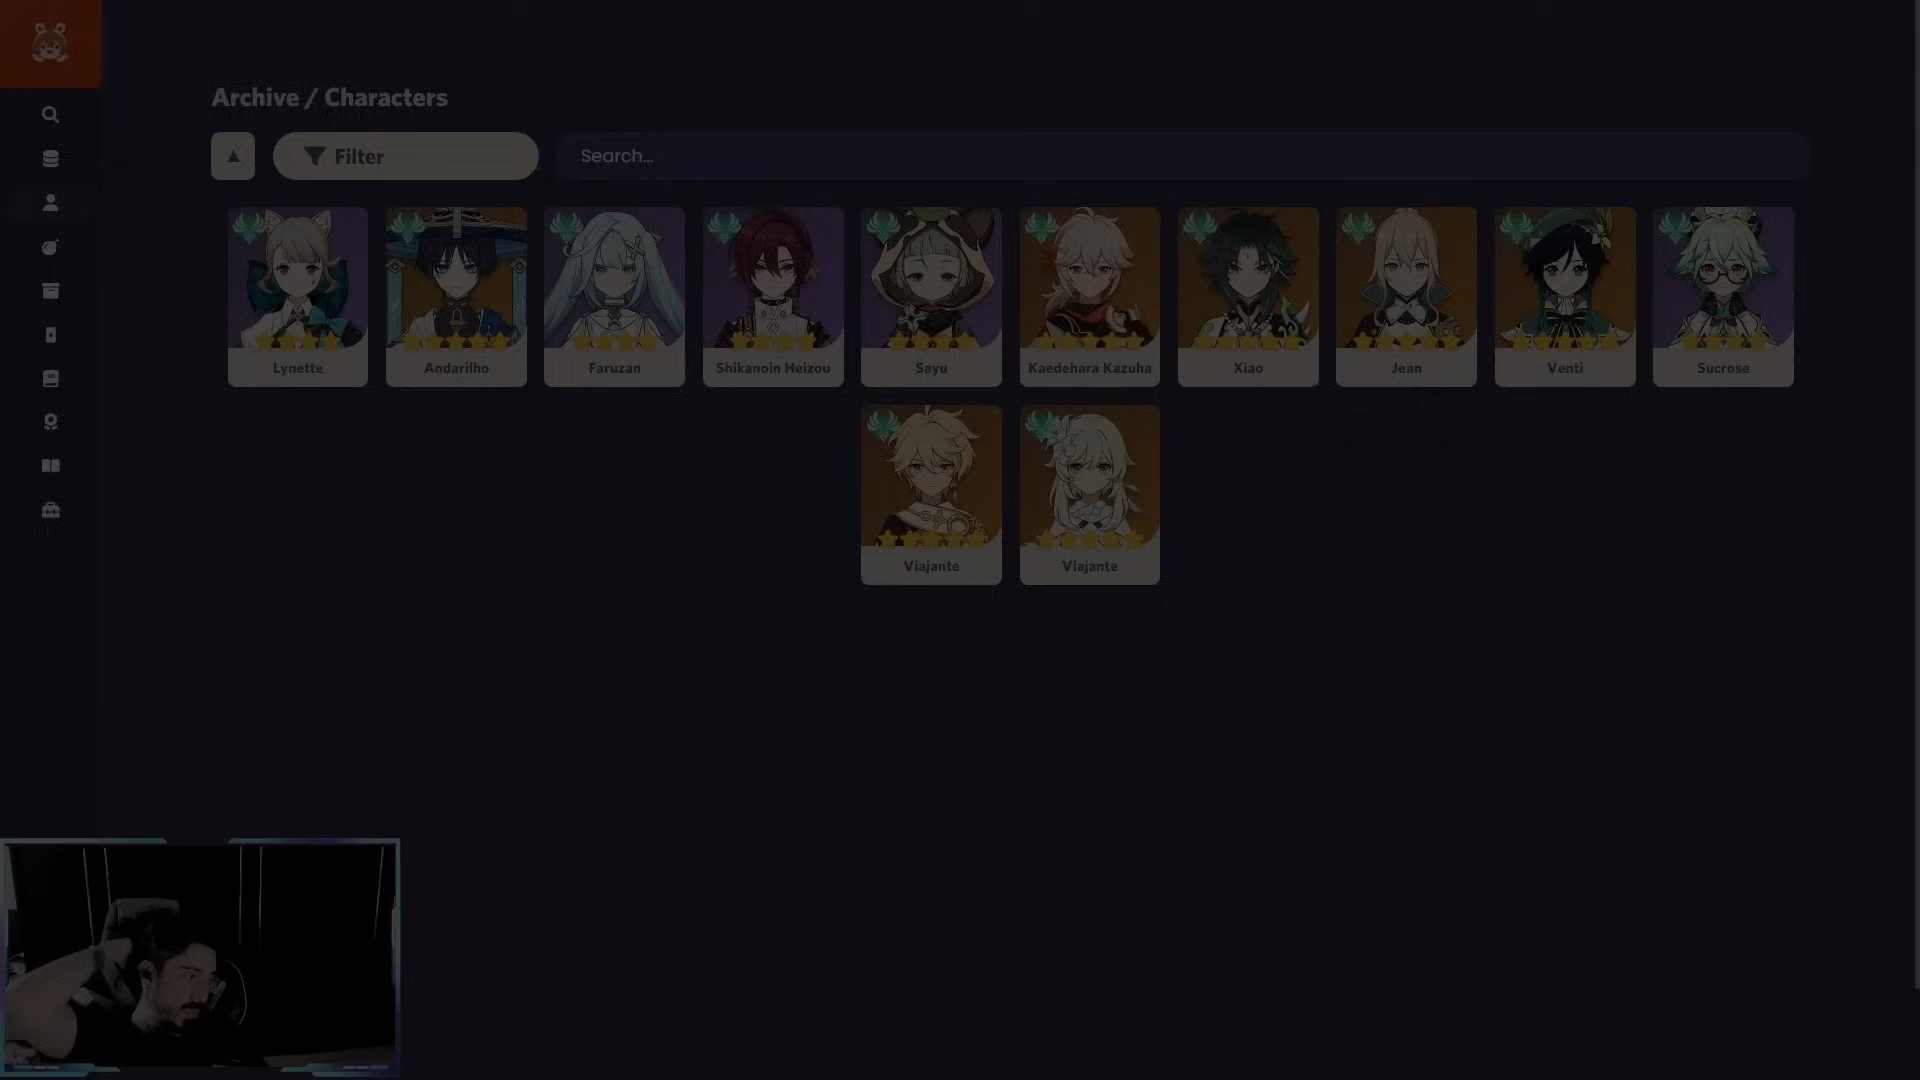 Archive / Characters
Filter
Search...
Lynette
Andarilho
Faruzan
Shikanoin Heizou
Sayu
Kaedehara Kazuha
Xiao
Jean
Venti
Sucrose
Viajante
Viajante